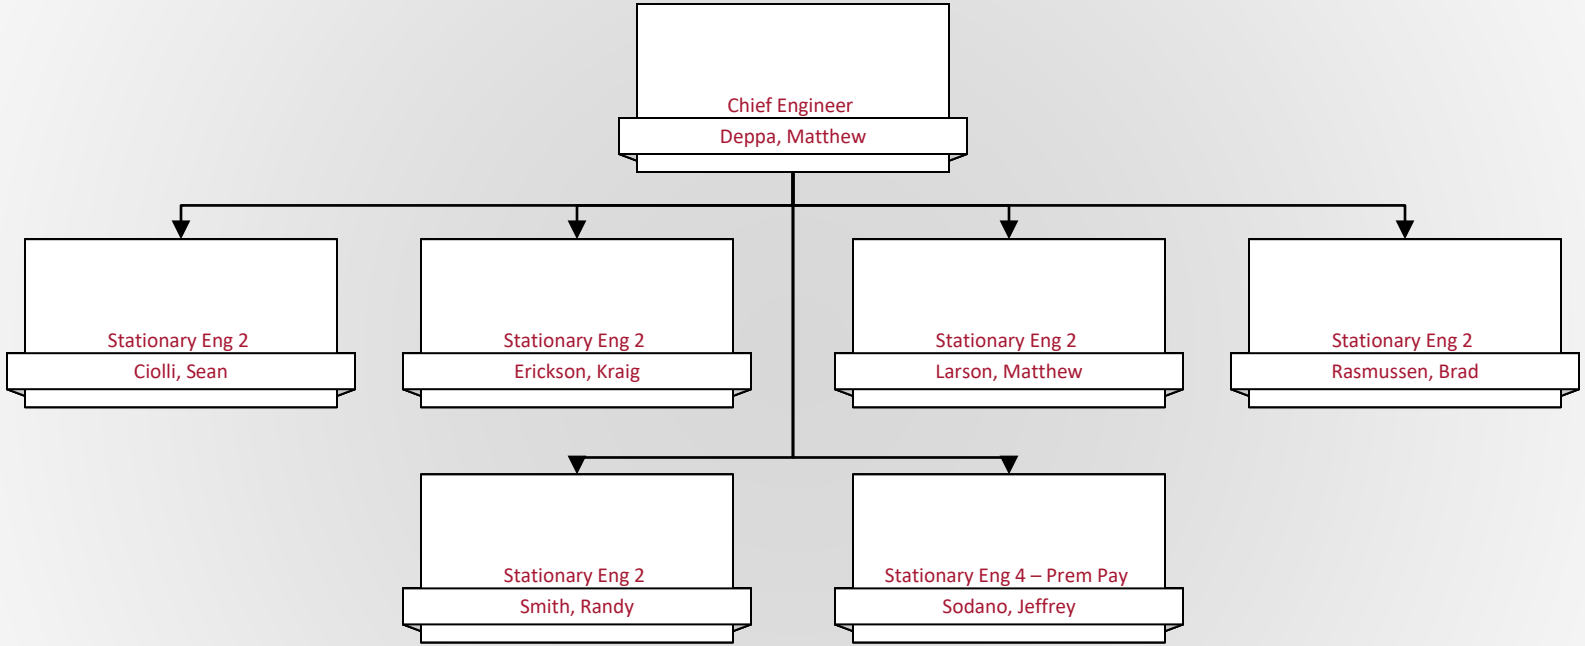 Chief Engineer
Deppa, Matthew
Stationary Eng 2
Ciolli, Sean
Stationary Eng 2
Erickson, Kraig
Stationary Eng 2
Larson, Matthew
Stationary Eng 2
Rasmussen, Brad
Stationary Eng 2
Smith, Randy
Stationary Eng 4 – Prem Pay
Sodano, Jeffrey